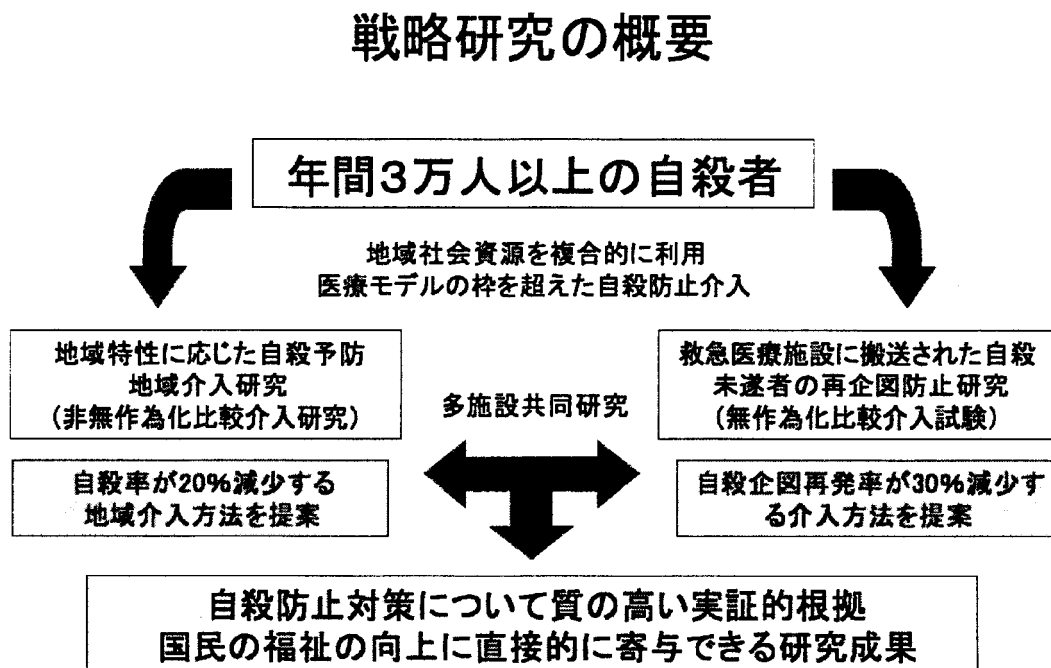 戦略研究の概要
年間3万人以上の自殺者
地域社会資源を複合的に利用
医療モデルの枠を超えた自殺防止介入
地域特性に応じた自殺予防
地域介入研究
(非無作為化比較介入研究)
多施設共同研究
救急医療施設に搬送された自殺
未遂者の再企図防止研究
(無作為化比較介入試験)
自殺率が20%減少する
地域介入方法を提案
自殺企図再発率が30%減少す
る介入方法を提案
自殺防止対策について質の高い実証的根拠
国民の福祉の向上に直接的に寄与できる研究成果